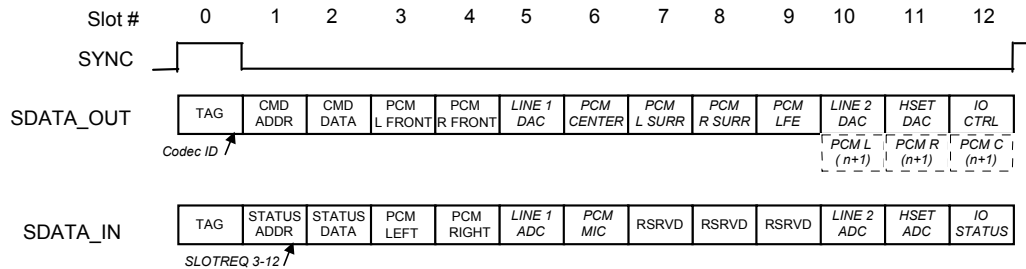 Slot # 0 1 2 3 4 5 6 7 8 9 10 11 12
SYNC
SDATA_OUT
TAG
CMD
ADDR
CMD
DATA
PCM
L FRONT
PCM
R FRONT
LINE 1
DAC
PCM
CENTER
PCM
L SURR
PCM
R SURR
PCM
LFE
LINE 2
DAC
HSET
DAC
IO
CTRL
Codec ID
PCM L
( n+1)
PCM R
(n+1)
PCM C
(n+1)
SDATA_IN
TAG
STATUS
ADDR
STATUS
DATA
PCM
LEFT
PCM
RIGHT
LINE 1
ADC
PCM
MIC
RSRVD
RSRVD
RSRVD
LINE 2
ADC
HSET
ADC
IO
STATUS
SLOTREQ 3-12